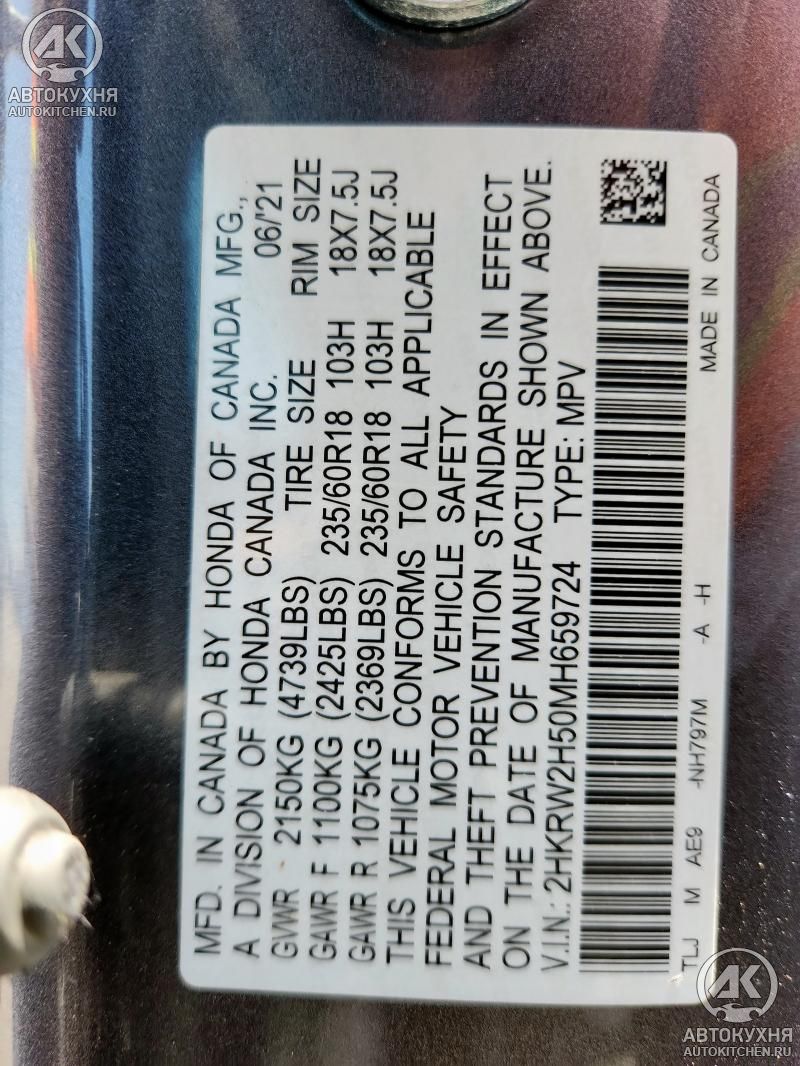 АК
АВТОКУХНЯ
AUTOKITCHEN.RU
MFD. IN CANADA BY HONDA OF CANADA MFG.,
A DIVISION OF HONDA CANADA INC. 06/'21
GVWR 2150KG (4739LBS) TIRE SIZE RIM SIZE
GAWR F 1100KG (2425LBS) 235/60R18 103H 18X7.5J
GAWR R 1075KG (2369LBS) 235/60R18 103H 18X7.5J
THIS VEHICLE CONFORMS TO ALL APPLICABLE
FEDERAL MOTOR VEHICLE SAFETY
AND THEFT PREVENTION STANDARDS IN EFFECT
ON THE DATE OF MANUFACTURE SHOWN ABOVE.
V.I.N.: 2HKRW2H50MH659724 TYPE: MPV
TLJ M AE9 -NH797M -A -H MADE IN CANADA
АК
АВТОКУХНЯ
AUTOKITCHEN.RU